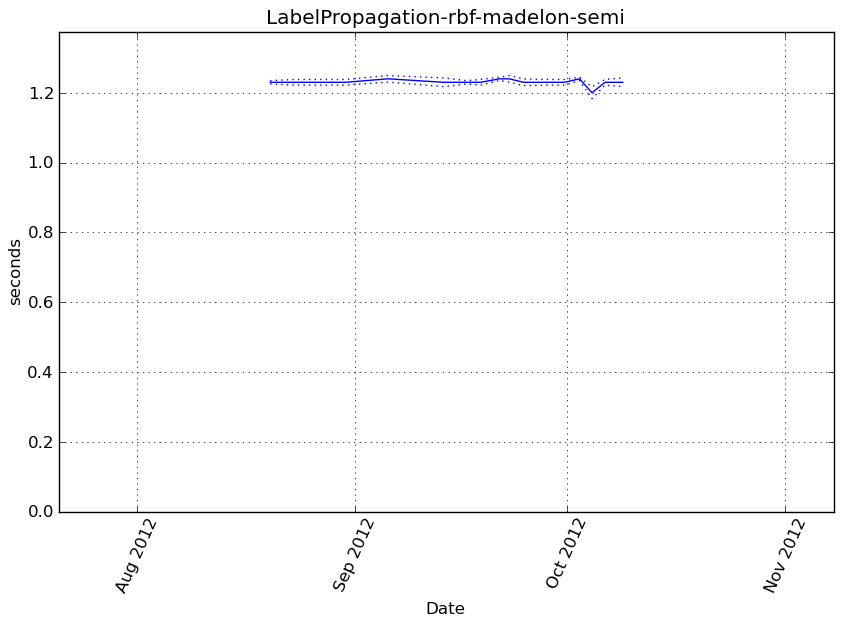 LabelPropagation-rbf-madelon-semi
1.2
1.0
0.8
0.6
0.4
0.2
0.0
seconds
Aug 2012
Sep 2012
Oct 2012
Nov 2012
Date